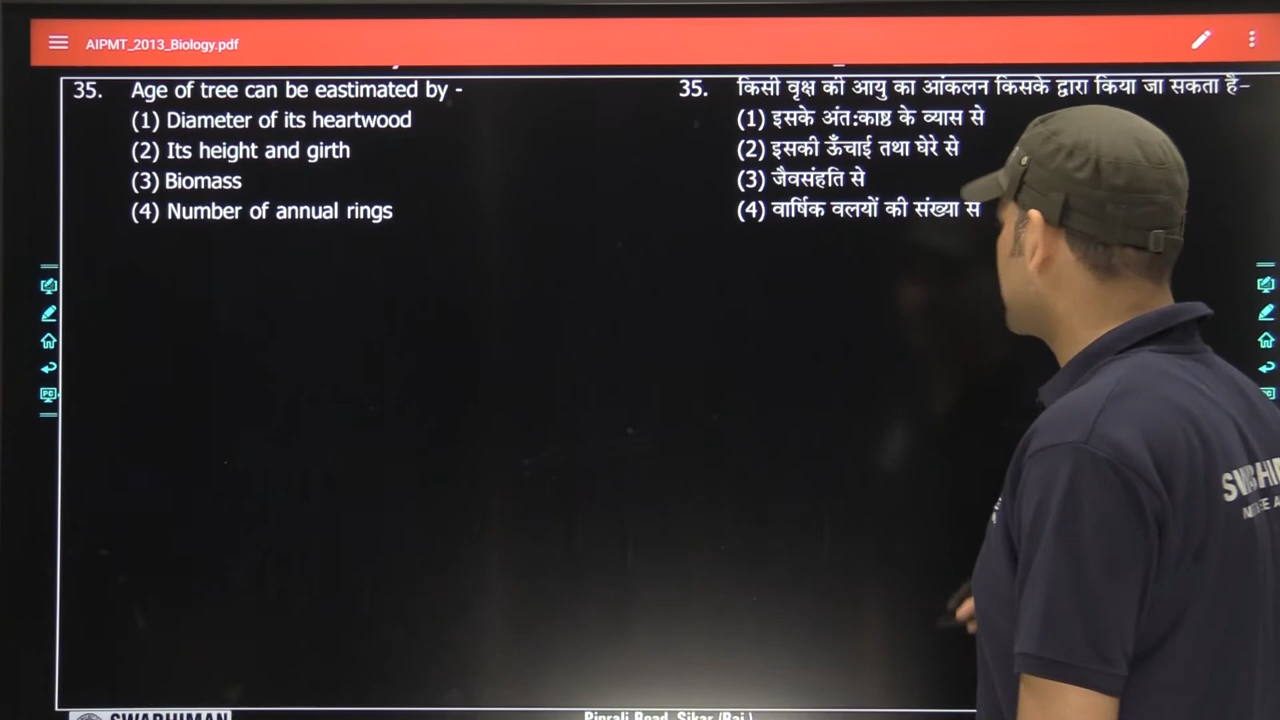 AIPMT_2013_Biology.pdf
35. Age of tree can be eastimated by -
(1) Diameter of its heartwood
(2) Its height and girth
(3) Biomass
(4) Number of annual rings
35. किसी वृक्ष की आयु का आंकलन किसके द्वारा किया जा सकता है-
(1) इसके अंत:काष्ठ के व्यास से
(2) इसकी ऊँचाई तथा घेरे से
(3) जैवसंहति से
(4) वार्षिक वलयों की संख्या स
PC
SWABHIMAN
Piprali Road, Sikar (Raj.)